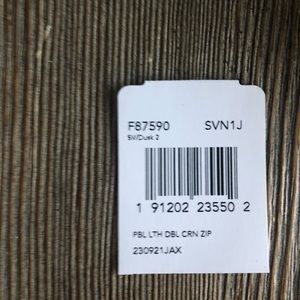 F87590 SVN1J
SV/Dusk 2
1 91202 23550 2
PBL LTH DBL CRN ZIP
230921JAX